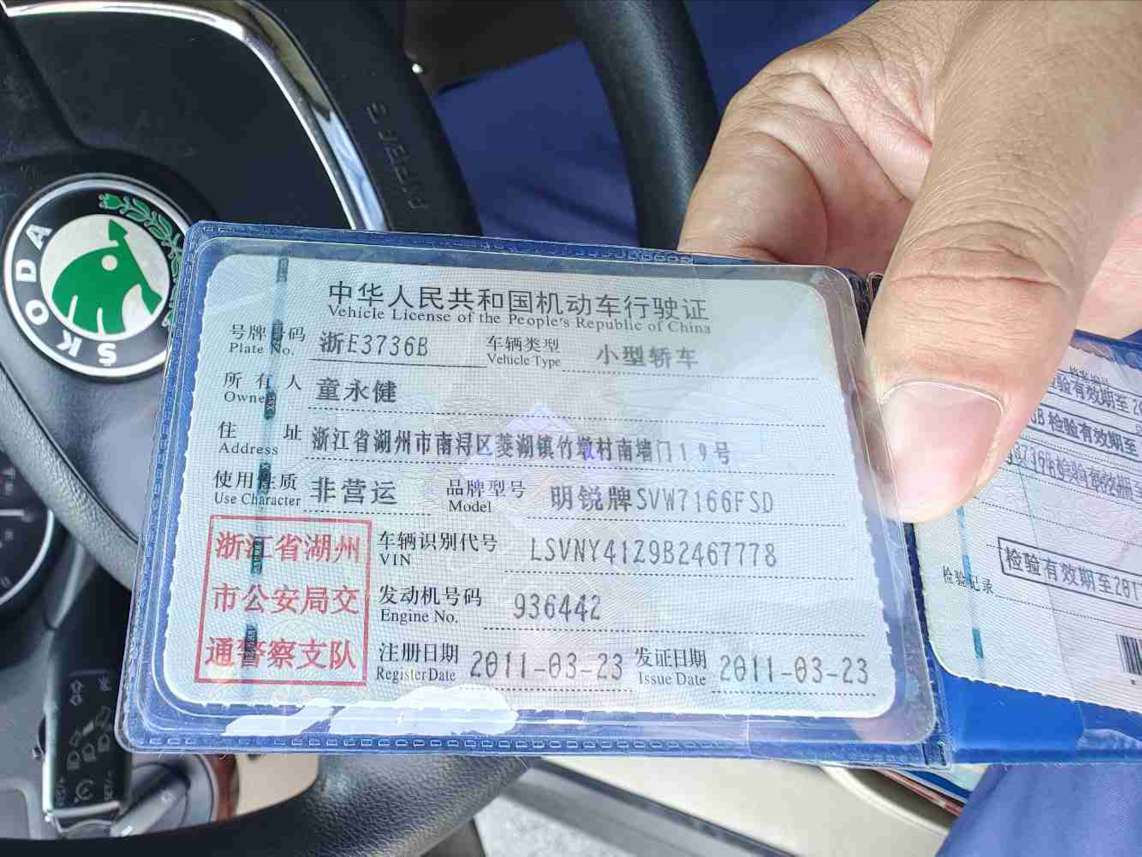 ŠKODA
中华人民共和国机动车行驶证
Vehicle License of the People's Republic of China
号牌号码 浙E3736B 车辆类型 小型轿车
Plate No. Vehicle Type
所有人 童永健
Owner
住址 浙江省湖州市南浔区菱湖镇竹墩村南墙门19号
Address
使用性质 非营运 品牌型号 明锐牌SVW7166FSD
Use Character Model
浙江省湖州
市公安局交
通警察支队
车辆识别代号 LSVNY41Z9B2467778
VIN
发动机号码 936442
Engine No.
注册日期 2011-03-23 发证日期 2011-03-23
Register Date Issue Date
检验有效期至
检验有效期至
检验记录
检验有效期至